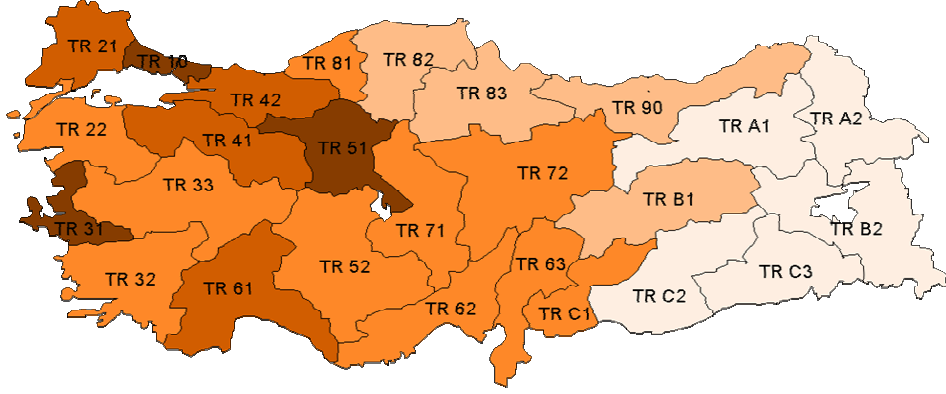 TR 21
TR 10
TR 81
TR 82
TR 83
TR 42
TR 90
TR 22
TR 41
TR 51
TR A1
TR A2
TR 33
TR 72
TR B1
TR 31
TR 71
TR B2
TR 32
TR 61
TR 52
TR 63
TR C3
TR C2
TR 62
TR C1